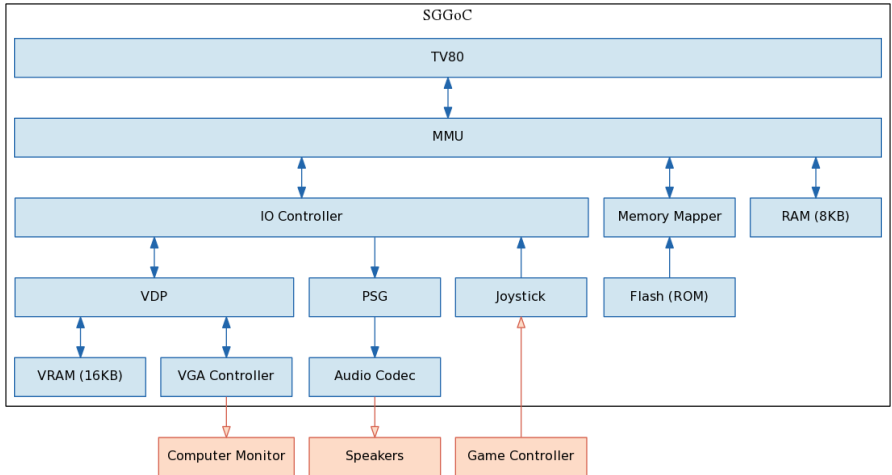 SGGoC
TV80
MMU
IO Controller
Memory Mapper
RAM (8KB)
VDP
PSG
Joystick
Flash (ROM)
VRAM (16KB)
VGA Controller
Audio Codec
Computer Monitor
Speakers
Game Controller